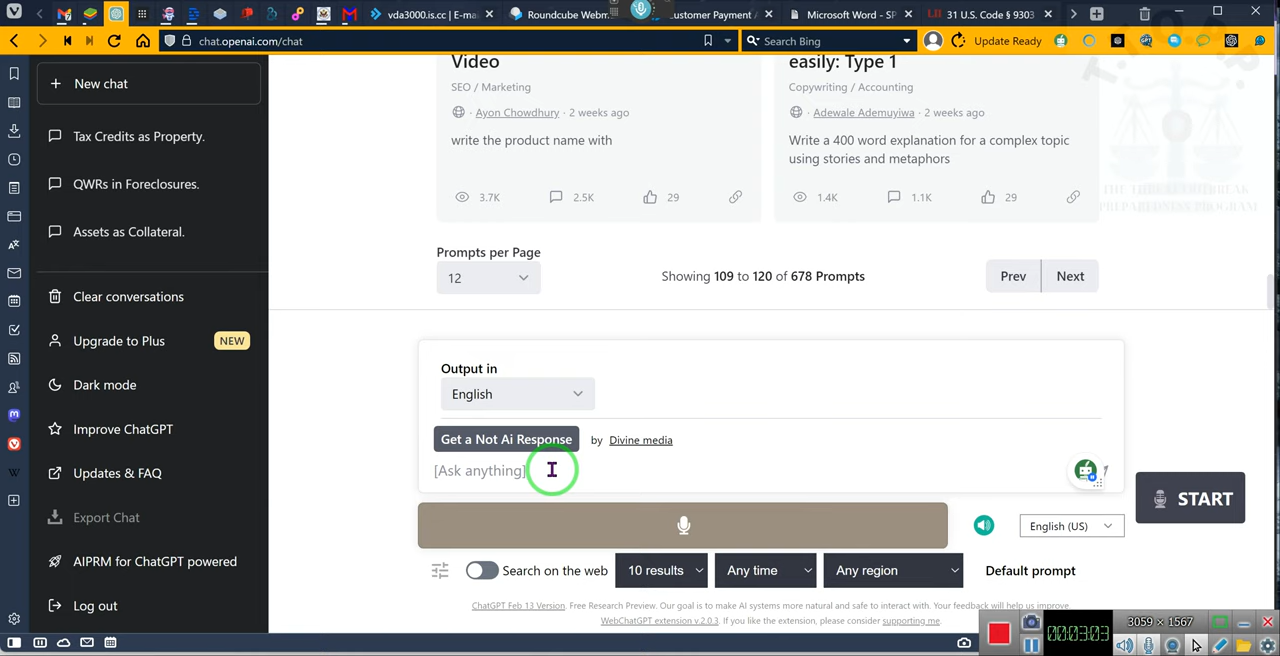 vda3000.is.cc | E-mai
Roundcube Webm
ustomer Payment A
Microsoft Word - SP
31 U.S. Code § 9303
chat.openai.com/chat
Search Bing
Update Ready
New chat
Tax Credits as Property.
QWRs in Foreclosures.
Assets as Collateral.
Clear conversations
Upgrade to Plus
NEW
Dark mode
Improve ChatGPT
Updates & FAQ
Export Chat
AIPRM for ChatGPT powered
Log out
Video
SEO / Marketing
· Ayon Chowdhury · 2 weeks ago
write the product name with
3.7K 2.5K 29
easily: Type 1
Copywriting / Accounting
· Adewale Ademuyiwa · 2 weeks ago
Write a 400 word explanation for a complex topic
using stories and metaphors
1.4K 1.1K 29
Prompts per Page
12
Showing 109 to 120 of 678 Prompts
Prev Next
Output in
English
Get a Not Ai Response by Divine media
[Ask anything]
START
English (US)
Search on the web 10 results Any time Any region Default prompt
ChatGPT Feb 13 Version. Free Research Preview. Our goal is to make AI systems more natural and safe to interact with. Your feedback will help us improve.
WebChatGPT extension v.2.0.3. If you like the extension, please consider supporting me.
00:03:03
3059 x 1567